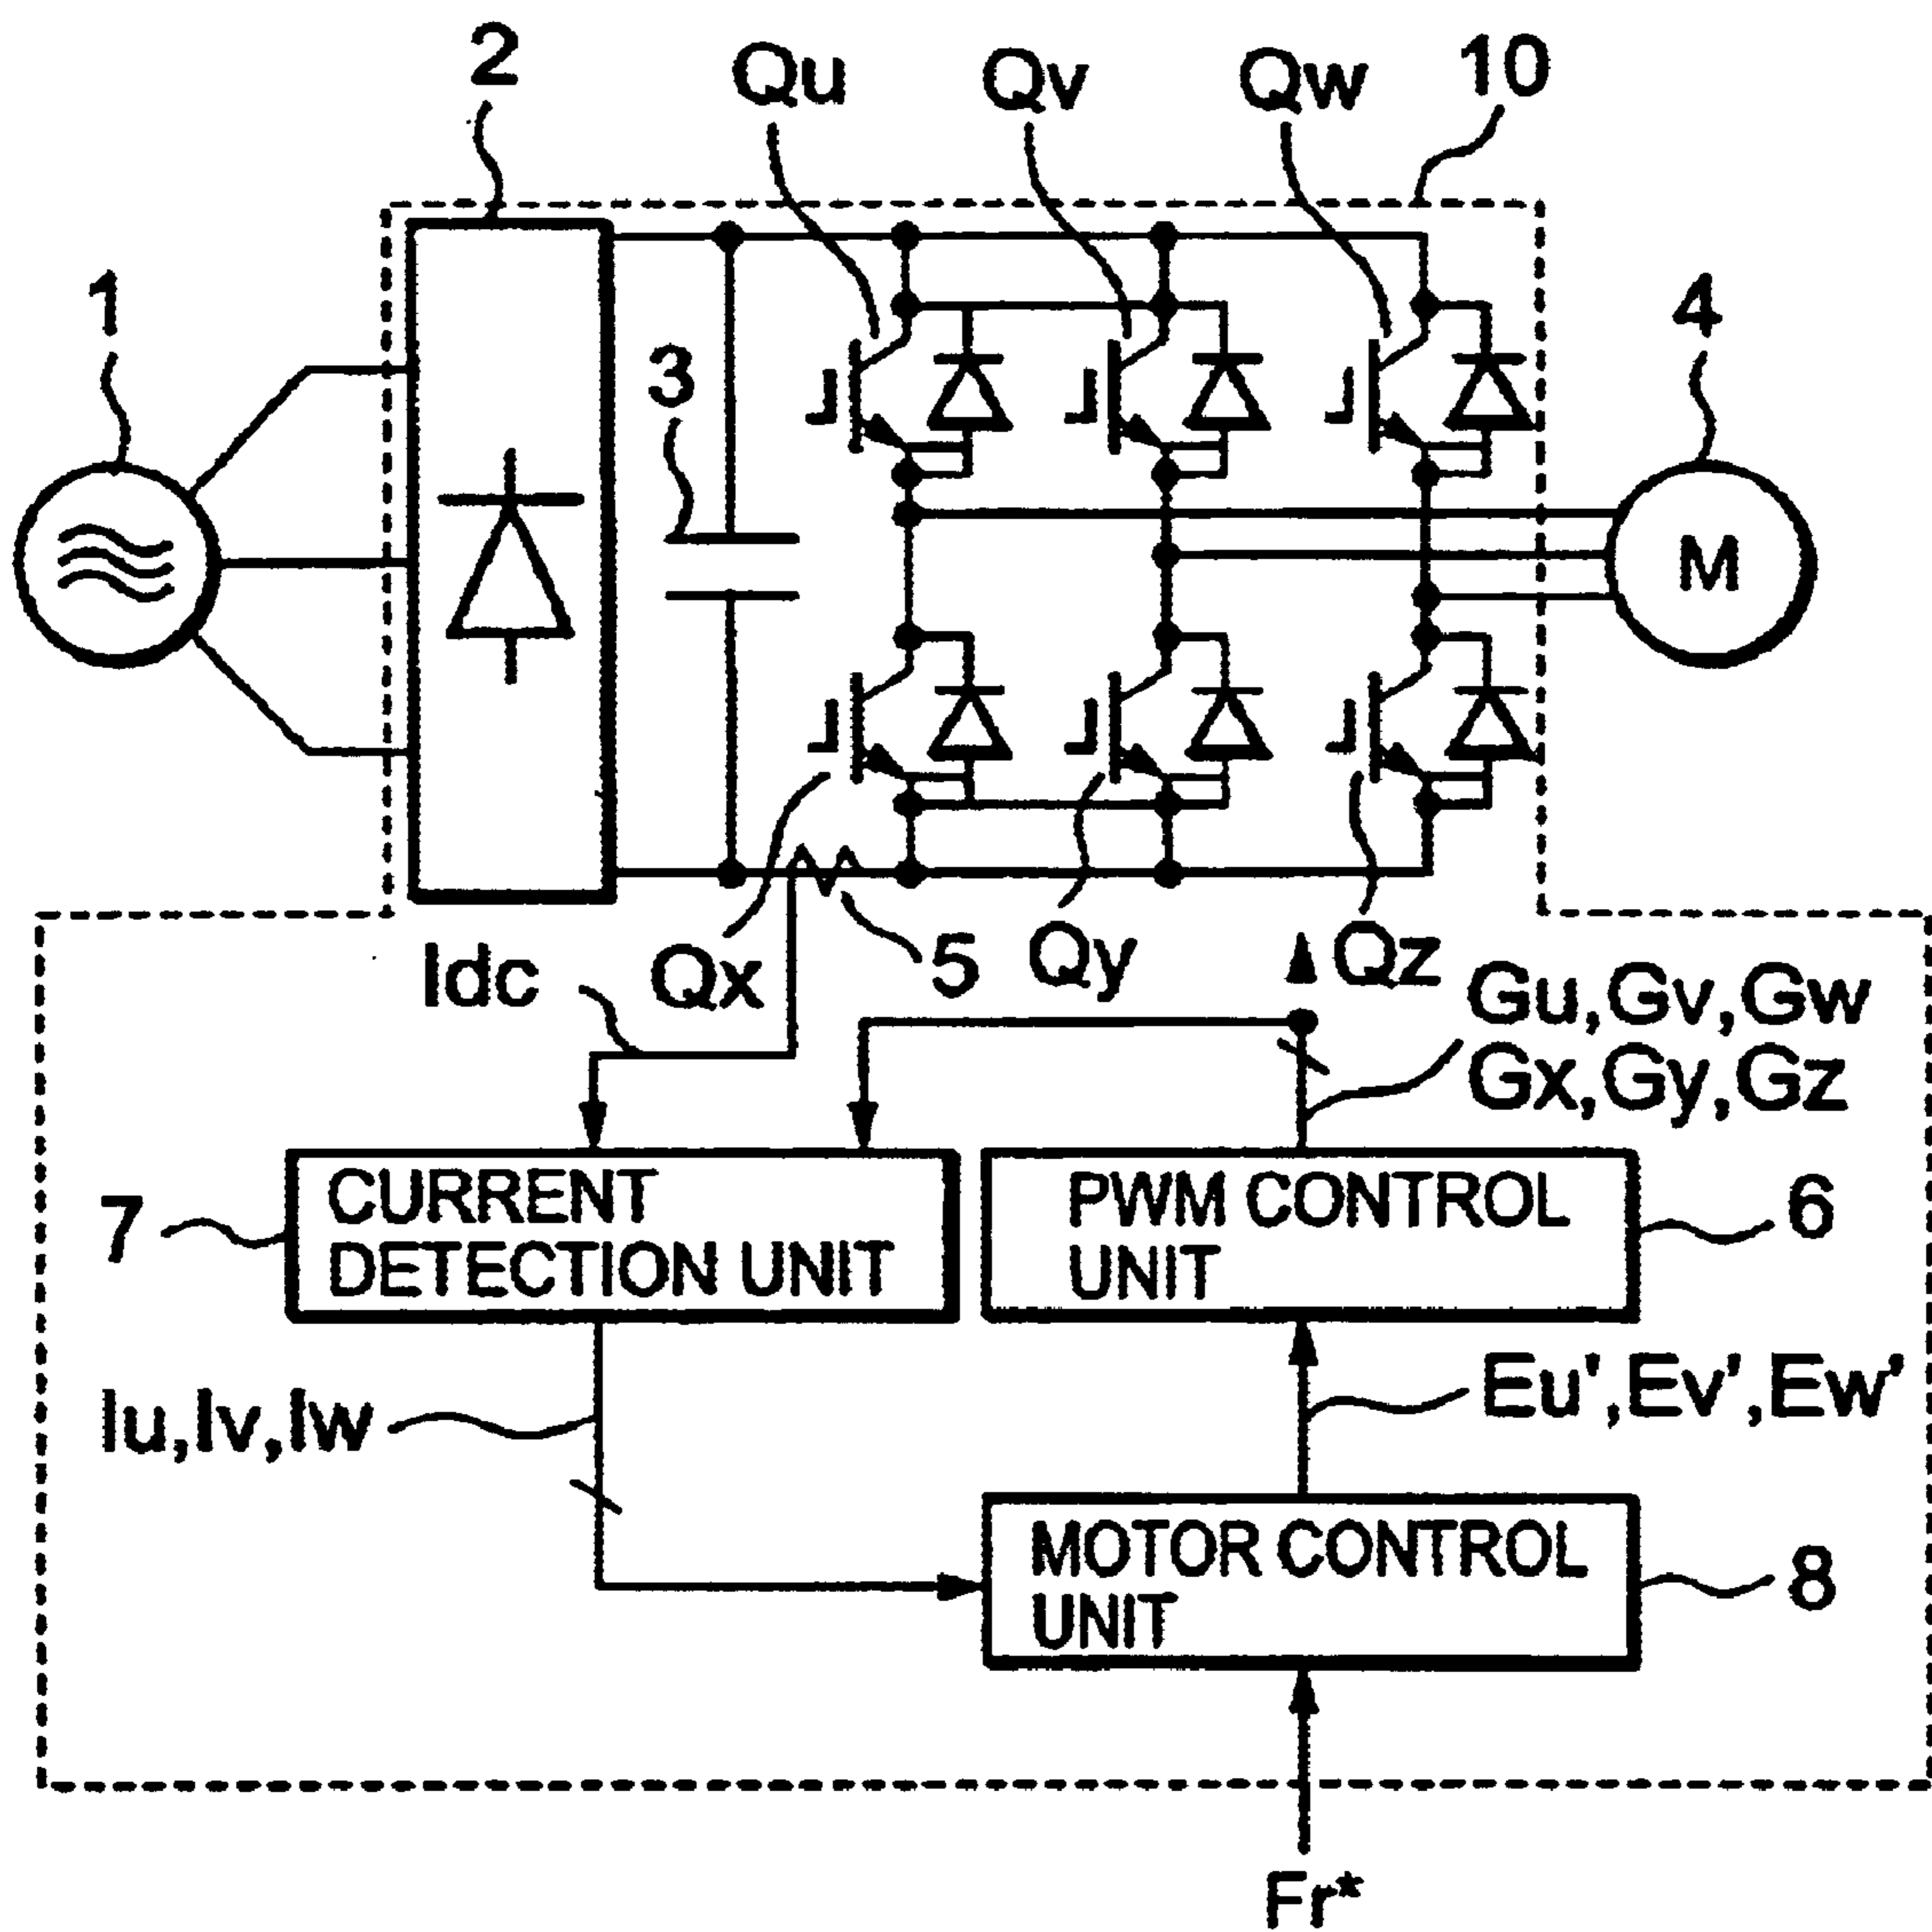 2
Qu
Qv
Qw
10
1
3
4
M
Idc
Qx
5
Qy
Qz
Gu,Gv,Gw
Gx,Gy,Gz
7
CURRENT
DETECTION UNIT
PWM CONTROL
UNIT
6
Iu,Iv,Iw
Eu',Ev',Ew'
MOTOR CONTROL
UNIT
8
Fr*